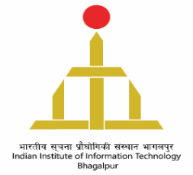 भारतीय सूचना प्रौद्योगिकी संस्थान भागलपुर
Indian Institute of Information Technology
Bhagalpur